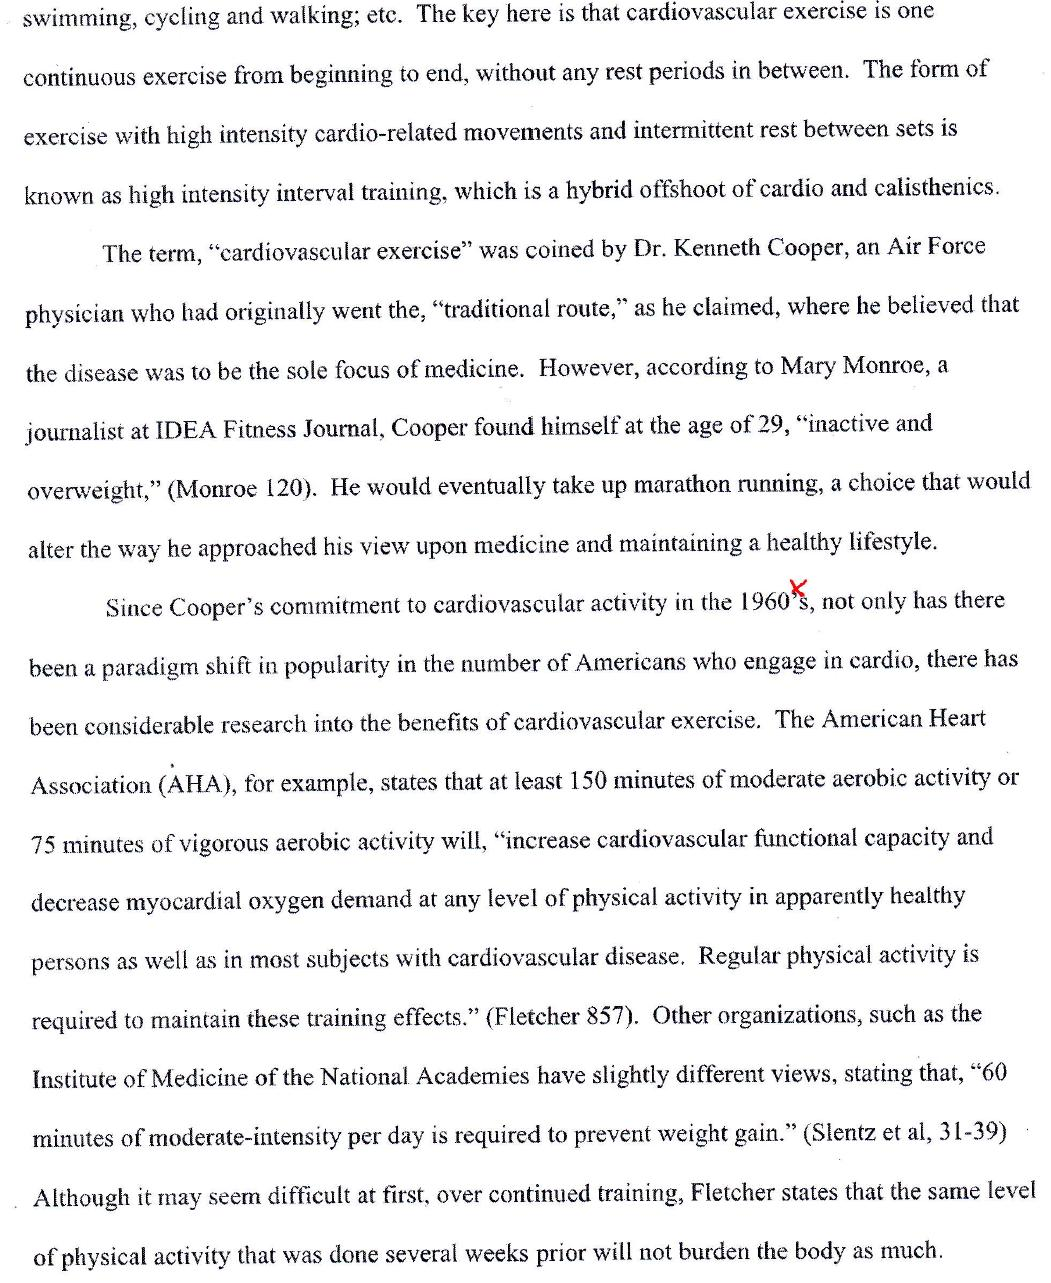 swimming, cycling and walking; etc.  The key here is that cardiovascular exercise is one
continuous exercise from beginning to end, without any rest periods in between.  The form of
exercise with high intensity cardio-related movements and intermittent rest between sets is
known as high intensity interval training, which is a hybrid offshoot of cardio and calisthenics.
The term, “cardiovascular exercise” was coined by Dr. Kenneth Cooper, an Air Force
physician who had originally went the, “traditional route,” as he claimed, where he believed that
the disease was to be the sole focus of medicine.  However, according to Mary Monroe, a
journalist at IDEA Fitness Journal, Cooper found himself at the age of 29, “inactive and
overweight,” (Monroe 120).  He would eventually take up marathon running, a choice that would
alter the way he approached his view upon medicine and maintaining a healthy lifestyle.
Since Cooper’s commitment to cardiovascular activity in the 1960’s, not only has there
been a paradigm shift in popularity in the number of Americans who engage in cardio, there has
been considerable research into the benefits of cardiovascular exercise.  The American Heart
Association (AHA), for example, states that at least 150 minutes of moderate aerobic activity or
75 minutes of vigorous aerobic activity will, “increase cardiovascular functional capacity and
decrease myocardial oxygen demand at any level of physical activity in apparently healthy
persons as well as in most subjects with cardiovascular disease.  Regular physical activity is
required to maintain these training effects.” (Fletcher 857).  Other organizations, such as the
Institute of Medicine of the National Academies have slightly different views, stating that, “60
minutes of moderate-intensity per day is required to prevent weight gain.” (Slentz et al, 31-39)
Although it may seem difficult at first, over continued training, Fletcher states that the same level
of physical activity that was done several weeks prior will not burden the body as much.